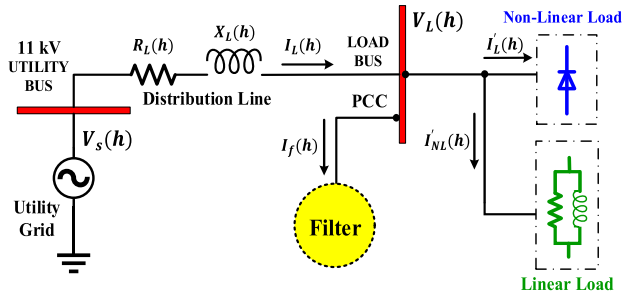 11 kV
UTILITY
BUS
R_L(h)
X_L(h)
I_L(h)
LOAD
BUS
V_L(h)
Non-Linear Load
I'_L(h)
Distribution Line
PCC
V_s(h)
I_f(h)
I'_NL(h)
Utility
Grid
Filter
Linear Load